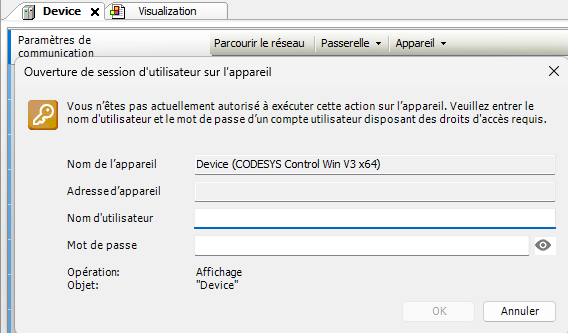 Device
Visualization
Paramètres de communication
Parcourir le réseau
Passerelle
Appareil
Ouverture de session d'utilisateur sur l'appareil
Vous n'êtes pas actuellement autorisé à exécuter cette action sur l'appareil. Veuillez entrer le
nom d'utilisateur et le mot de passe d'un compte utilisateur disposant des droits d'accès requis.
Nom de l'appareil
Device (CODESYS Control Win V3 x64)
Adresse d'appareil
Nom d'utilisateur
Mot de passe
Opération: Affichage
Objet: "Device"
OK
Annuler